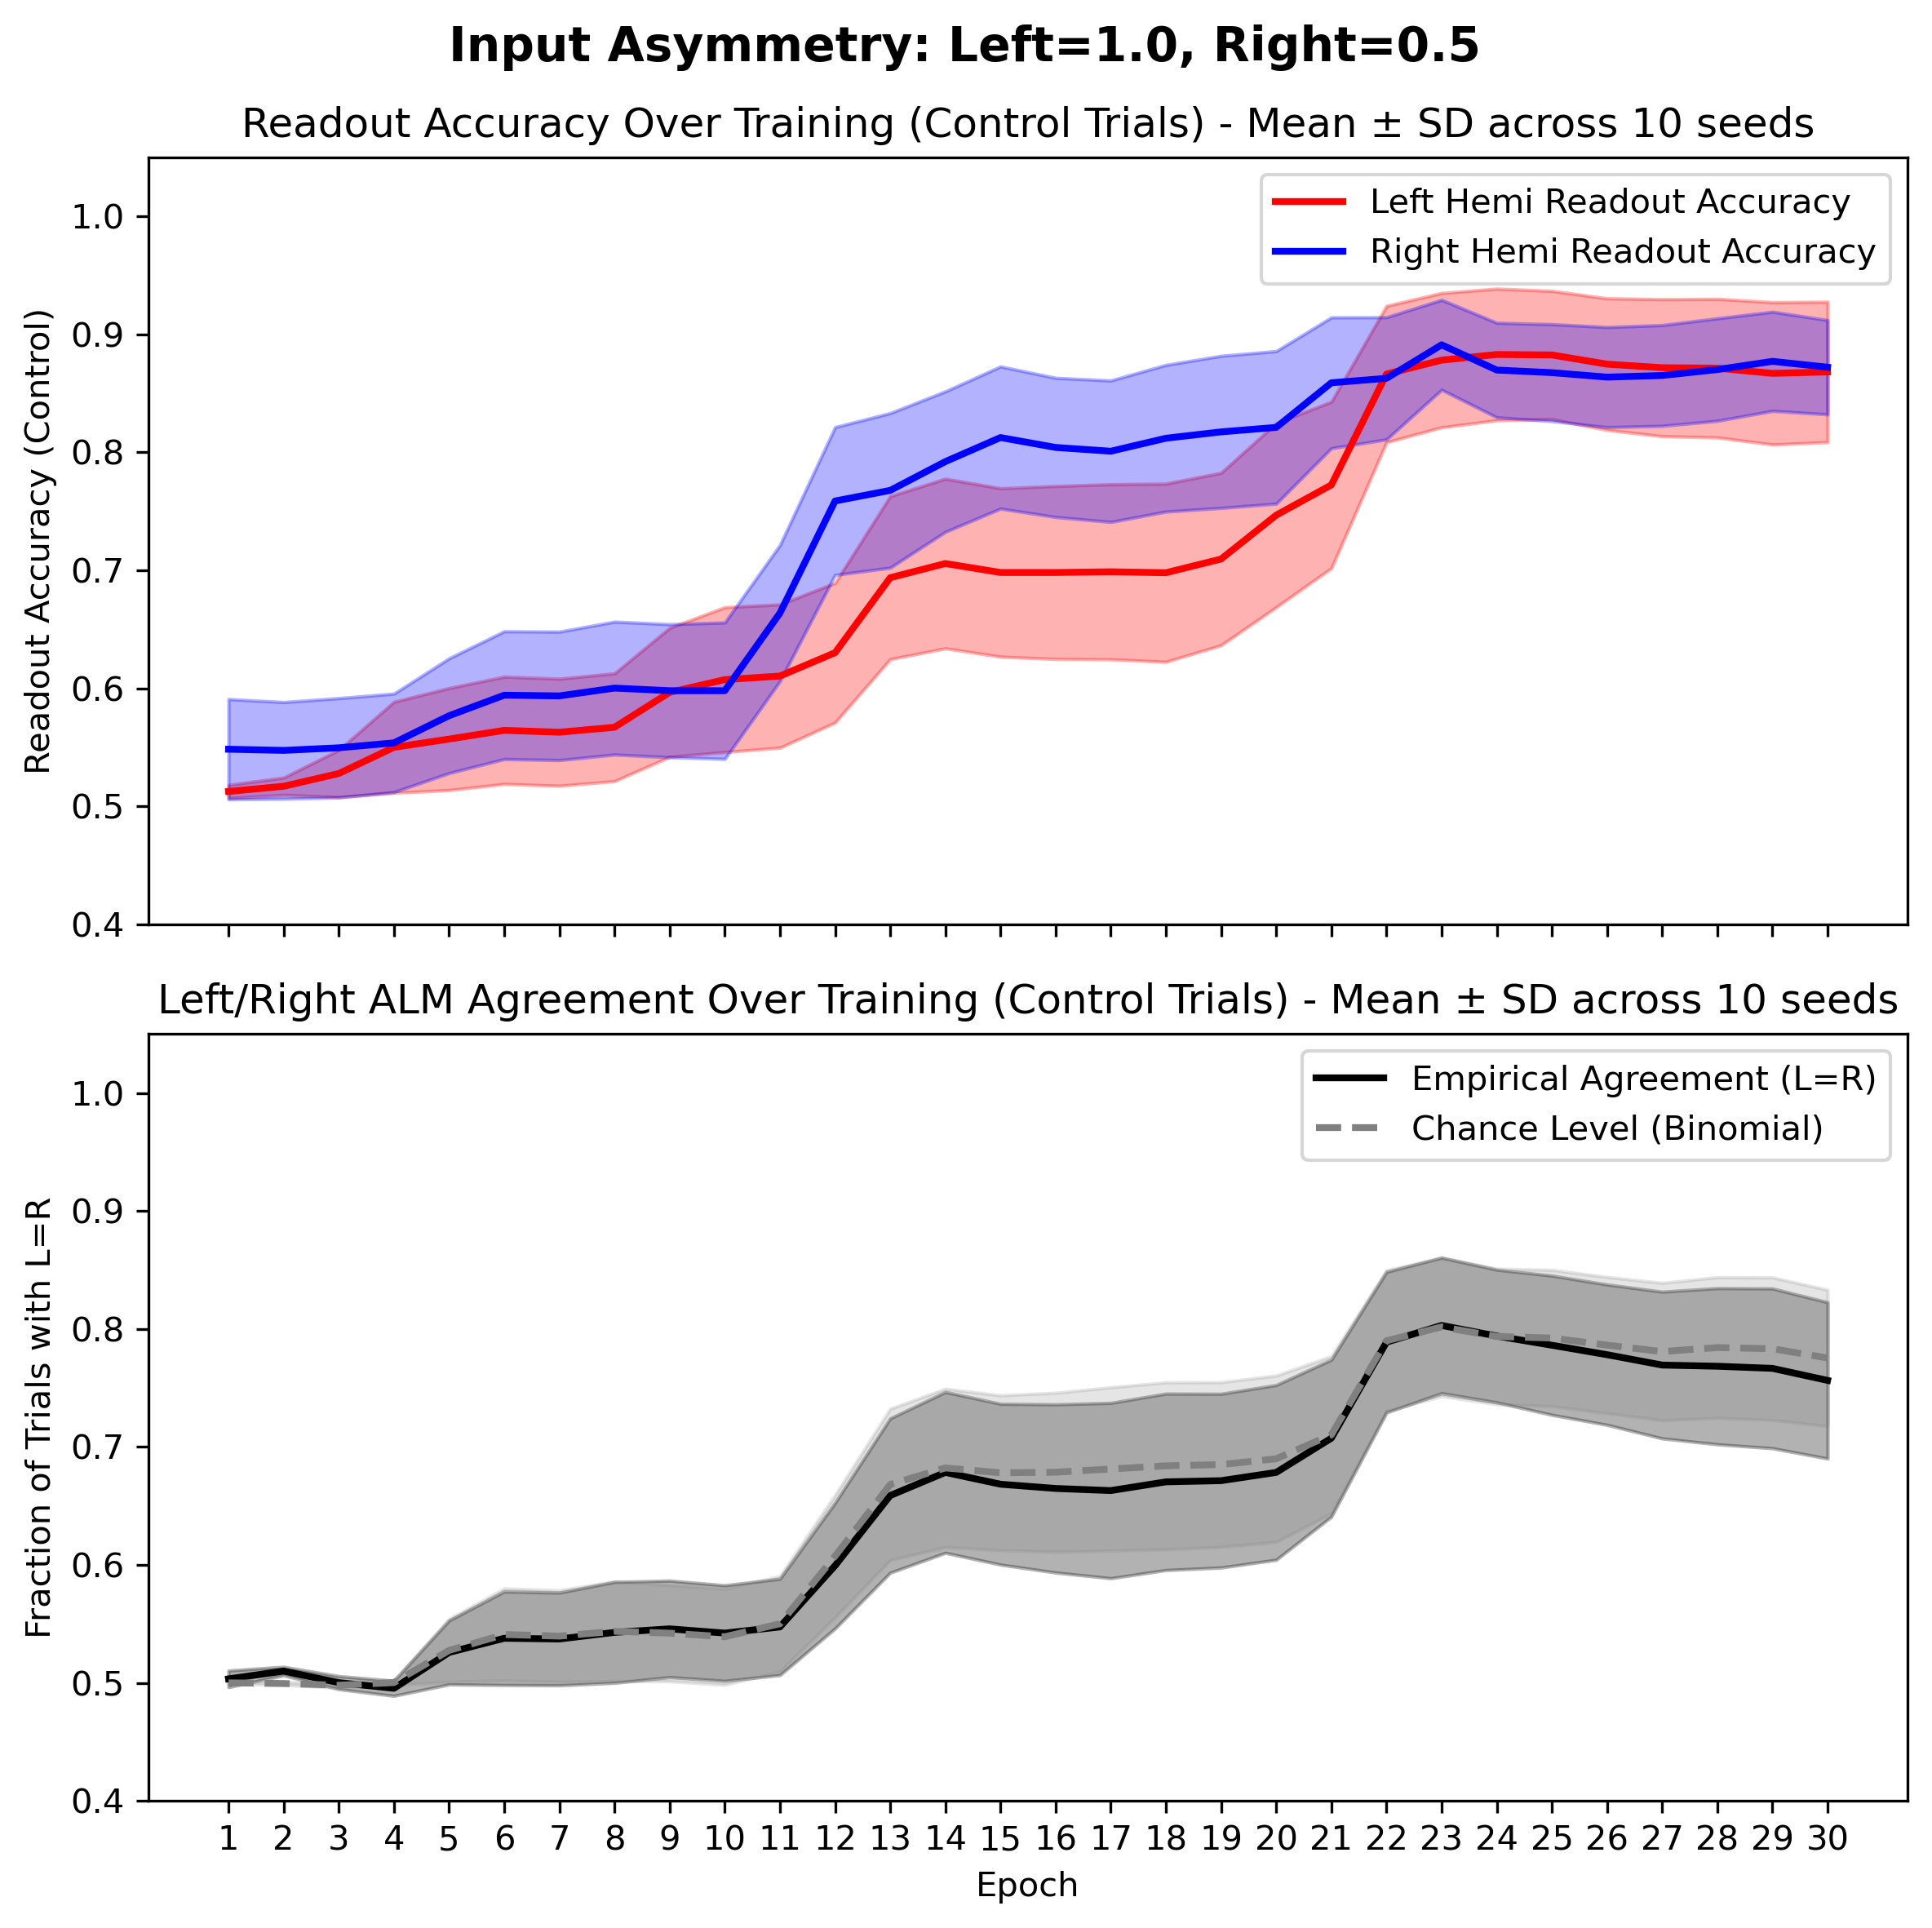 Input Asymmetry: Left=1.0, Right=0.5
Readout Accuracy Over Training (Control Trials) - Mean ± SD across 10 seeds
Left Hemi Readout Accuracy
Right Hemi Readout Accuracy
Readout Accuracy (Control)
1.0
0.9
0.8
0.7
0.6
0.5
0.4
Left/Right ALM Agreement Over Training (Control Trials) - Mean ± SD across 10 seeds
Empirical Agreement (L=R)
Chance Level (Binomial)
Fraction of Trials with L=R
1.0
0.9
0.8
0.7
0.6
0.5
0.4
1 2 3 4 5 6 7 8 9 10 11 12 13 14 15 16 17 18 19 20 21 22 23 24 25 26 27 28 29 30
Epoch